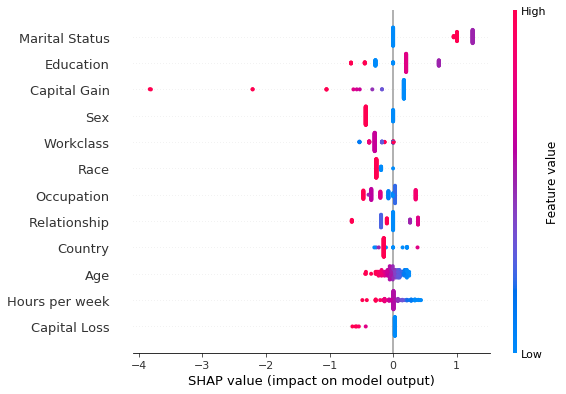 High
Marital Status
Education
Capital Gain
Sex
Workclass
Race
Occupation
Relationship
Country
Age
Hours per week
Capital Loss
Feature value
Low
−4 −3 −2 −1 0 1
SHAP value (impact on model output)